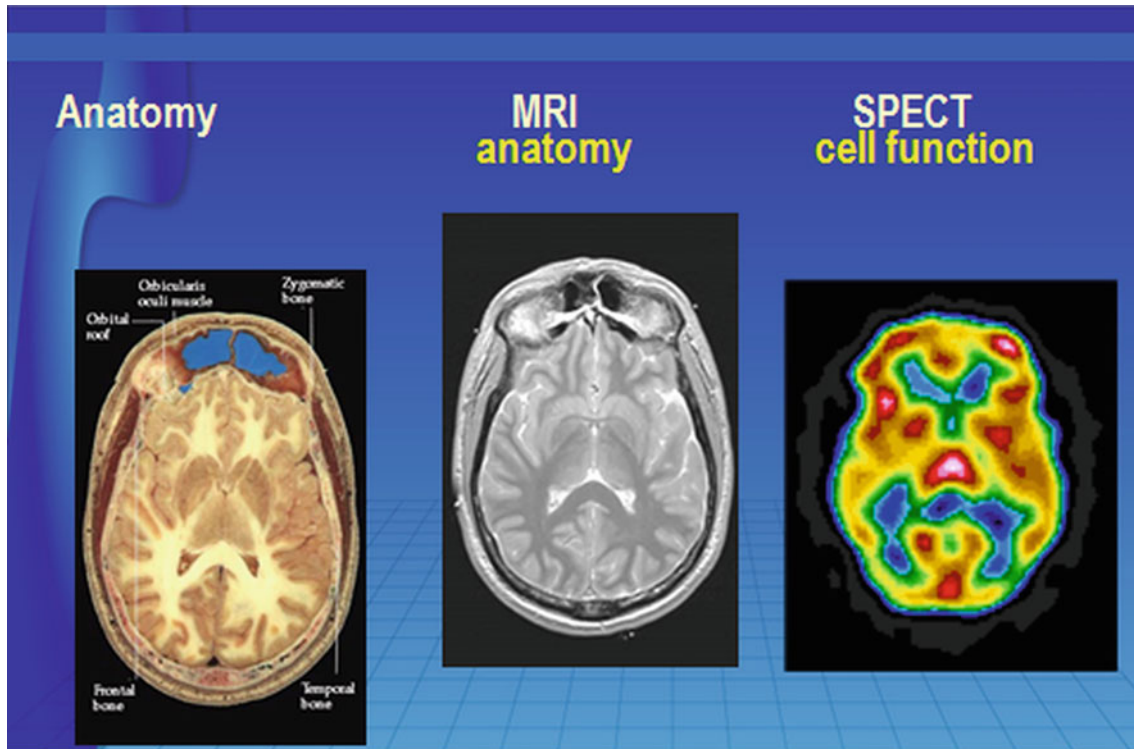 Anatomy
MRI
anatomy
SPECT
cell function
Orbicularis
oculi muscle
Zygomatic
bone
Orbital
roof
Frontal
bone
Temporal
bone